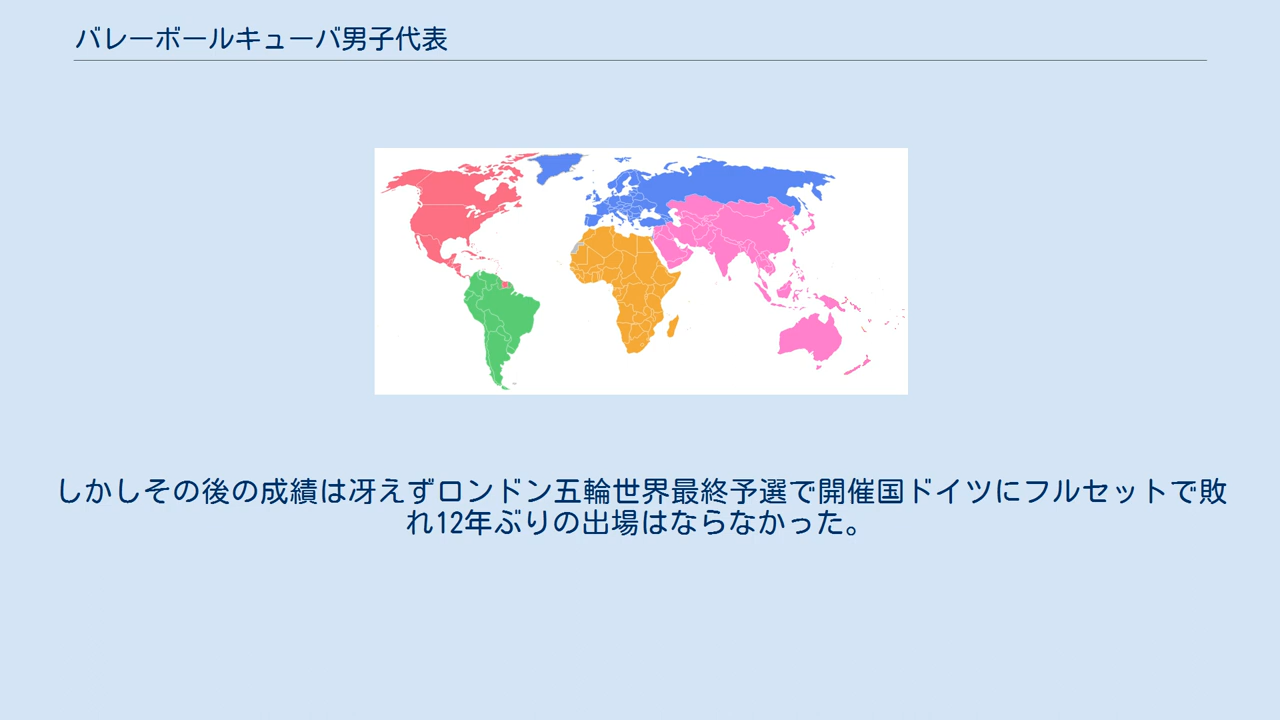 バレーボールキューバ男子代表
しかしその後の成績は冴えずロンドン五輪世界最終予選で開催国ドイツにフルセットで敗
れ12年ぶりの出場はならなかった。